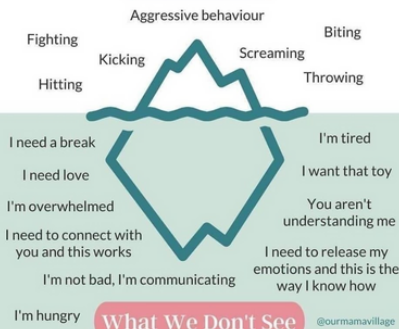 Aggressive behaviour
Fighting
Biting
Kicking
Screaming
Hitting
Throwing
I need a break
I'm tired
I need love
I want that toy
I'm overwhelmed
You aren't
understanding me
I need to connect with
you and this works
I need to release my
emotions and this is the
way I know how
I'm not bad, I'm communicating
I'm hungry
What We Don't See
@ourmamavillage